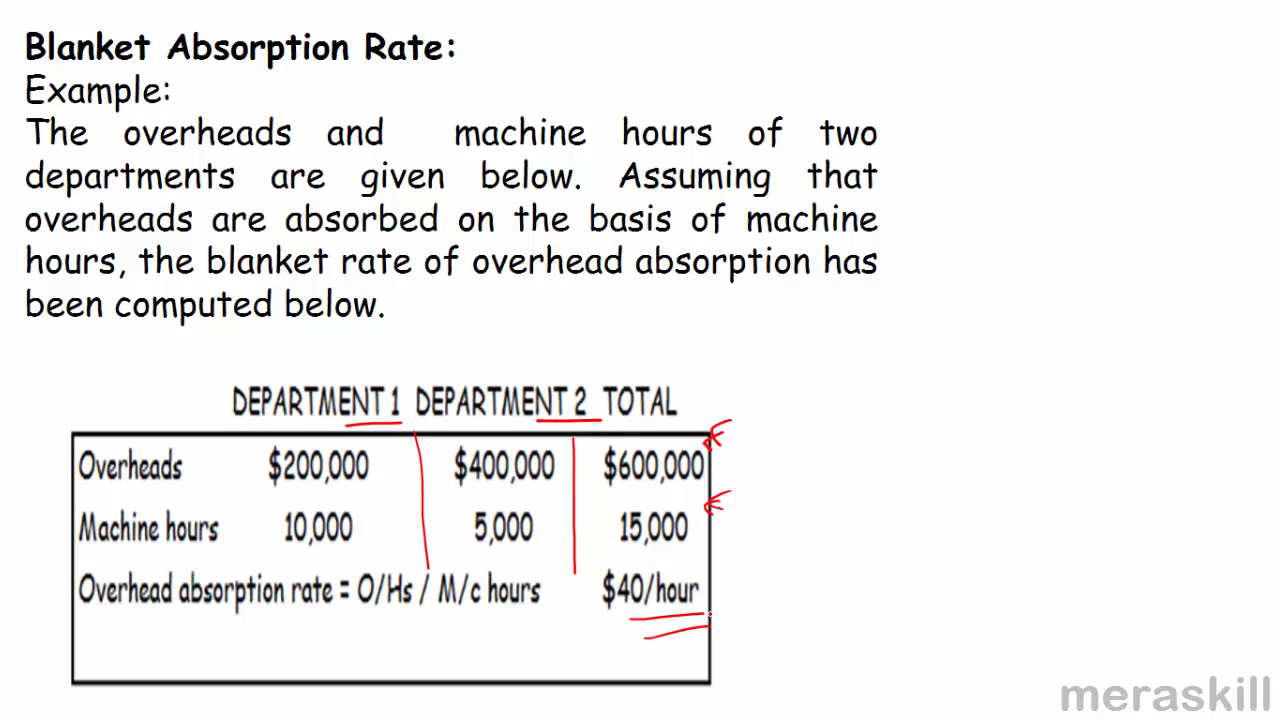 Blanket Absorption Rate:
Example:
The overheads and machine hours of two
departments are given below. Assuming that
overheads are absorbed on the basis of machine
hours, the blanket rate of overhead absorption has
been computed below.
DEPARTMENT 1 DEPARTMENT 2 TOTAL
Overheads $200,000 $400,000 $600,000
Machine hours 10,000 5,000 15,000
Overhead absorption rate = O/Hs / M/c hours $40/hour
meraskill